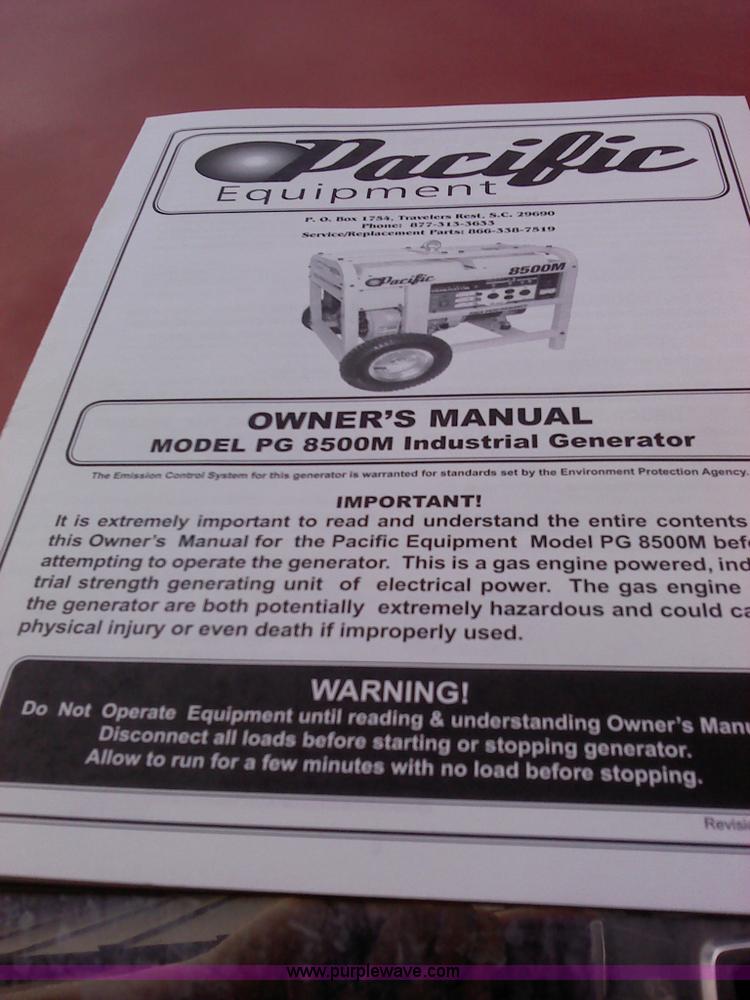 Pacific
Equipment
P. O. Box 1754, Travelers Rest, S.C. 29690
Phone: 877-313-3633
Service/Replacement Parts: 866-338-7519
Pacific 8500M
OWNER'S MANUAL
MODEL PG 8500M Industrial Generator
The Emission Control System for this generator is warranted for standards set by the Environment Protection Agency.
IMPORTANT!
It is extremely important to read and understand the entire contents
this Owner's Manual for the Pacific Equipment Model PG 8500M befo
attempting to operate the generator. This is a gas engine powered, ind
trial strength generating unit of electrical power. The gas engine
the generator are both potentially extremely hazardous and could ca
physical injury or even death if improperly used.
WARNING!
Do Not Operate Equipment until reading & understanding Owner's Manu
Disconnect all loads before starting or stopping generator.
Allow to run for a few minutes with no load before stopping.
Revisi
www.purplewave.com